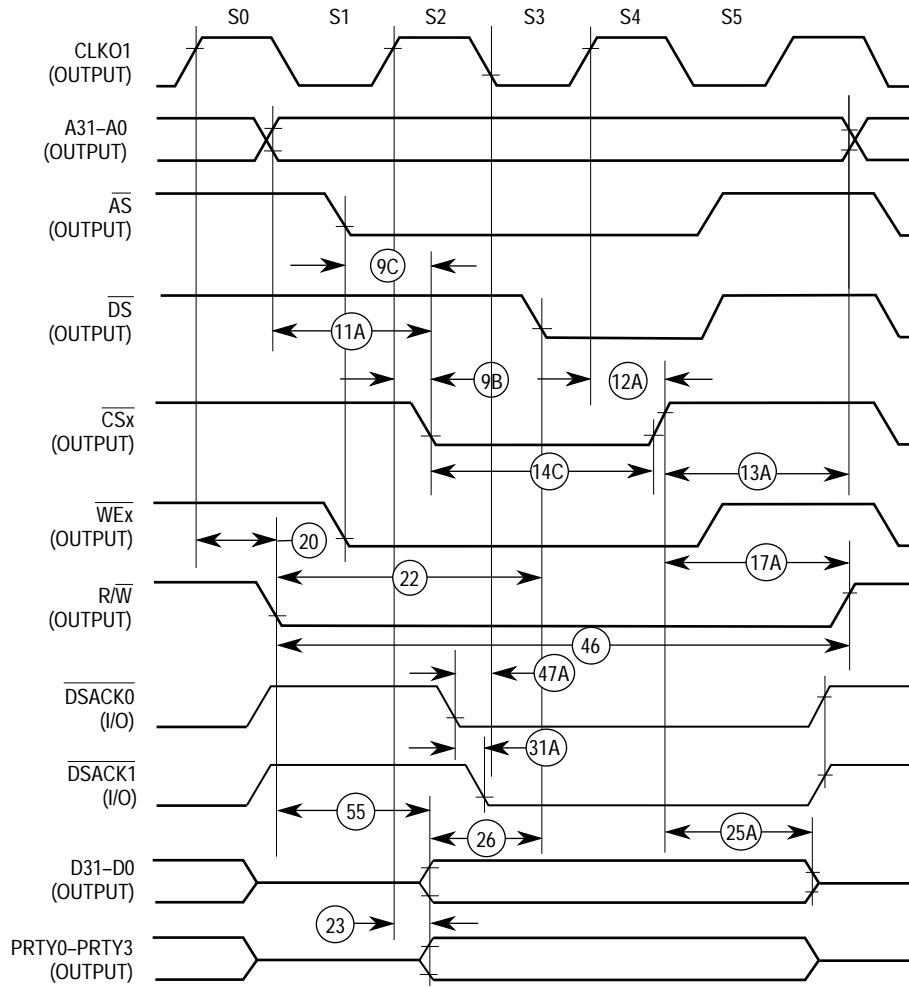 S0 S1 S2 S3 S4 S5
CLKO1
(OUTPUT)
A31–A0
(OUTPUT)
AS
(OUTPUT)
9C
DS
(OUTPUT)
11A
9B
12A
CSx
(OUTPUT)
14C
13A
WEx
(OUTPUT)
20
22
17A
R/W
(OUTPUT)
46
47A
DSACK0
(I/O)
31A
DSACK1
(I/O)
55
26
25A
D31–D0
(OUTPUT)
23
PRTY0–PRTY3
(OUTPUT)